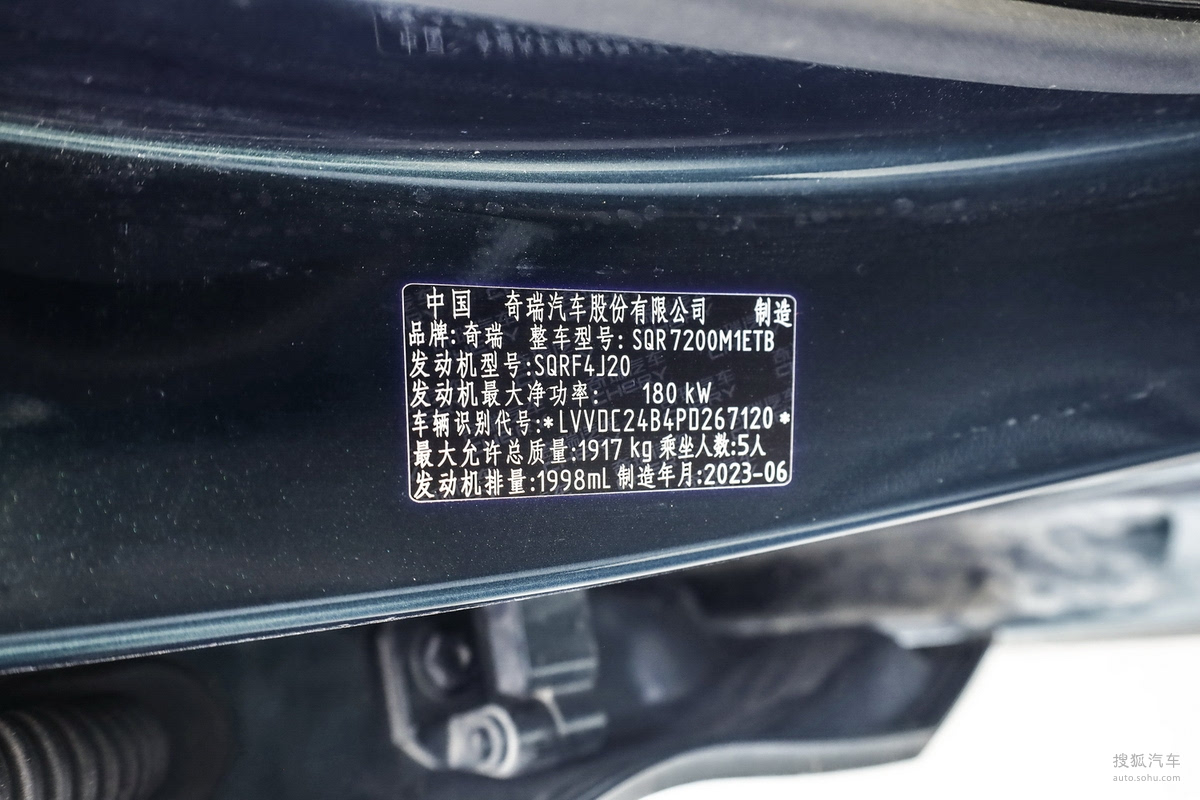 中国 奇瑞汽车股份有限公司 制造
品牌:奇瑞 整车型号:SQR7200M1ETB
发动机型号:SQRF4J20
发动机最大净功率: 180 kW
车辆识别代号:*LVVDC24B4PD267120*
最大允许总质量:1917 kg 乘坐人数:5人
发动机排量:1998mL 制造年月:2023-06
搜狐汽车
auto.sohu.com